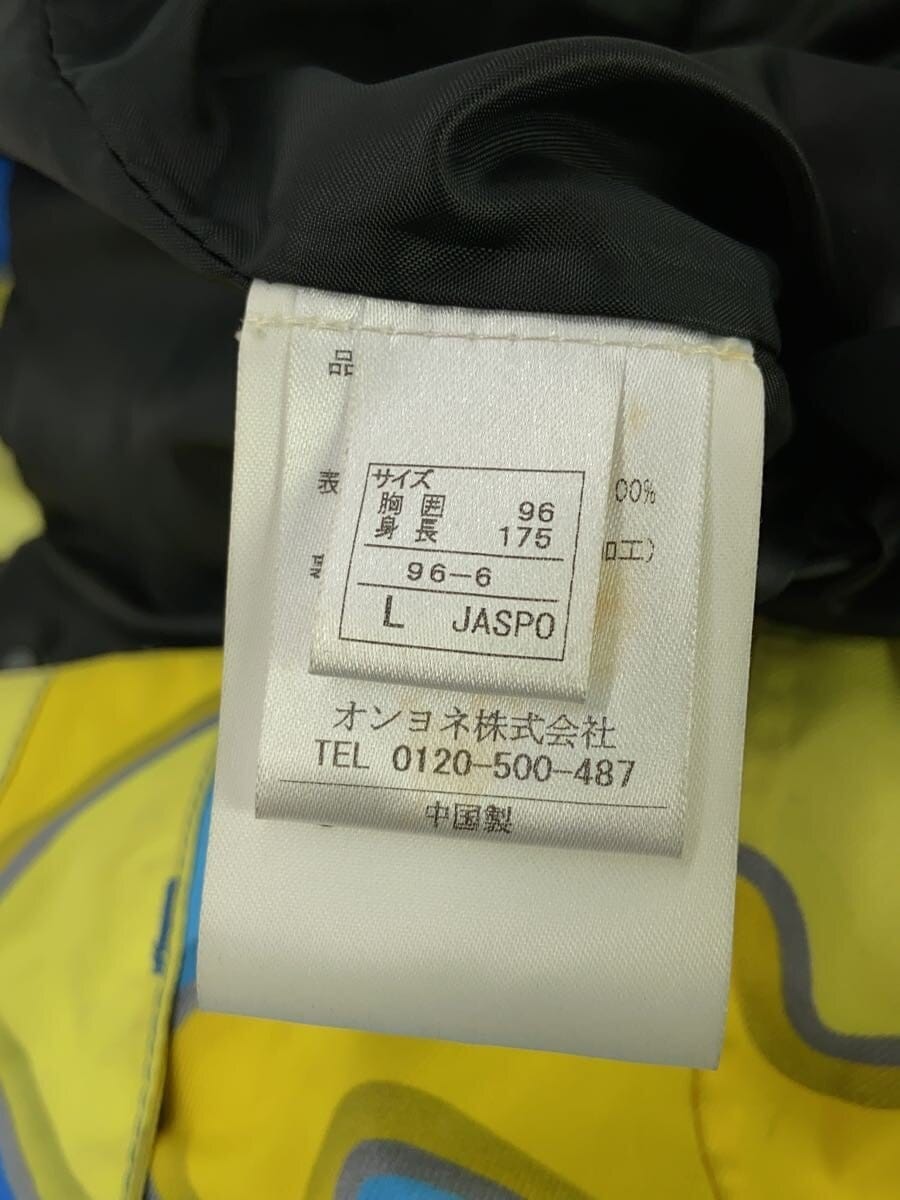 品
表
00%
加工)
サイズ
胸囲 96
身長 175
96-6
L JASPO
オンヨネ株式会社
TEL 0120-500-487
中国製